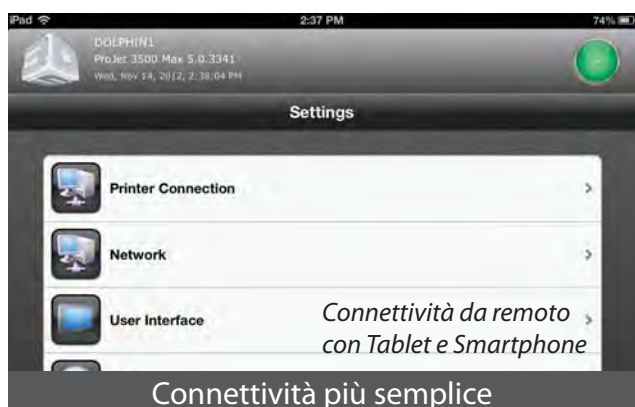 iPad 2:37 PM 74%
DOLPHIN1
ProJet 3500 Max 5.0.3341
Wed, Nov 14, 2012, 2:38:04 PM
Settings
Printer Connection
Network
User Interface
Connettività da remoto
con Tablet e Smartphone
Connettività più semplice